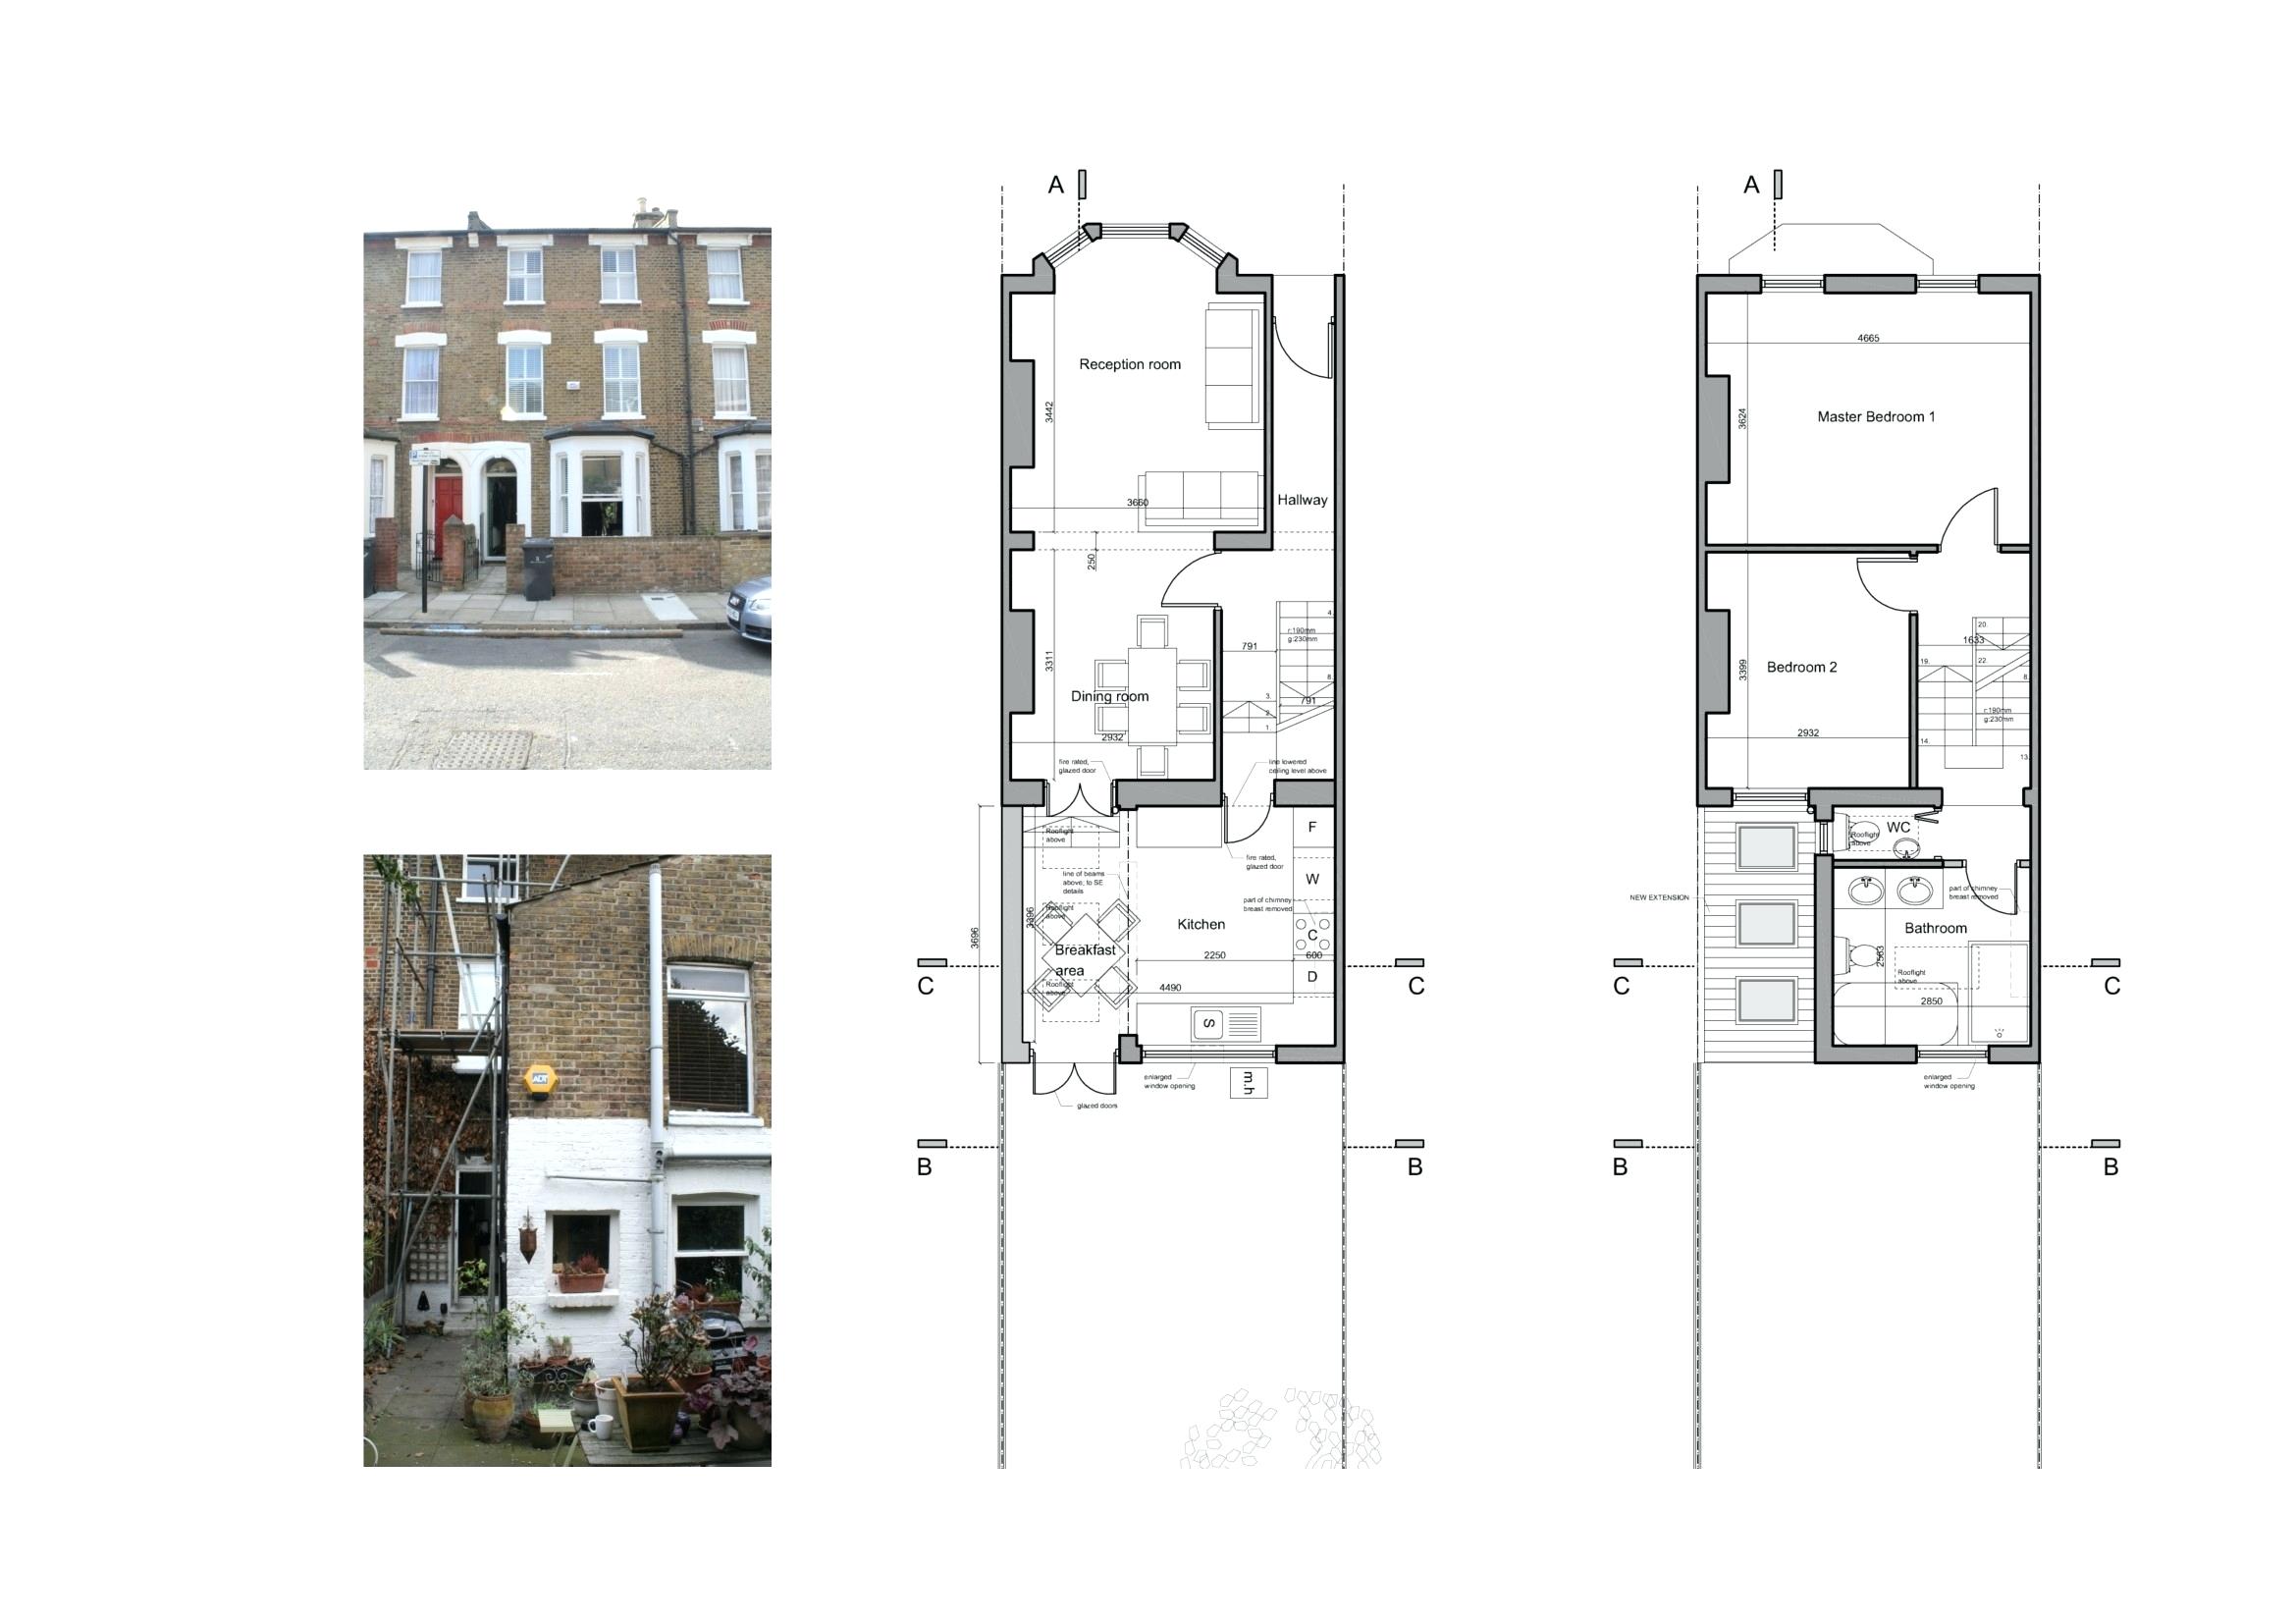 A
Reception room
3442
3660
Hallway
250
4
r:190mm
g:230mm
791
3311
8.
3.
791
Dining room
2.
1.
2932
fire rated,
glazed door
line lowered
ceiling level above
F
Rooflight
above
fire rated,
glazed door
line of beams
above, to SE
details
W
part of chimney
breast removed
Rooflight
above
3396
3696
Kitchen
C
Breakfast
area
2250
600
D
C
C
Rooflight
above
4490
S
enlarged
window opening
m.h
glazed doors
B
B
A
4665
3624
Master Bedroom 1
20.
1633
19.
22.
Bedroom 2
3399
8.
r:190mm
g:230mm
2932
14.
13.
WC
Rooflight
above
NEW EXTENSION
part of chimney
breast removed
Bathroom
2563
C
C
Rooflight
above
2850
enlarged
window opening
B
B
ADT